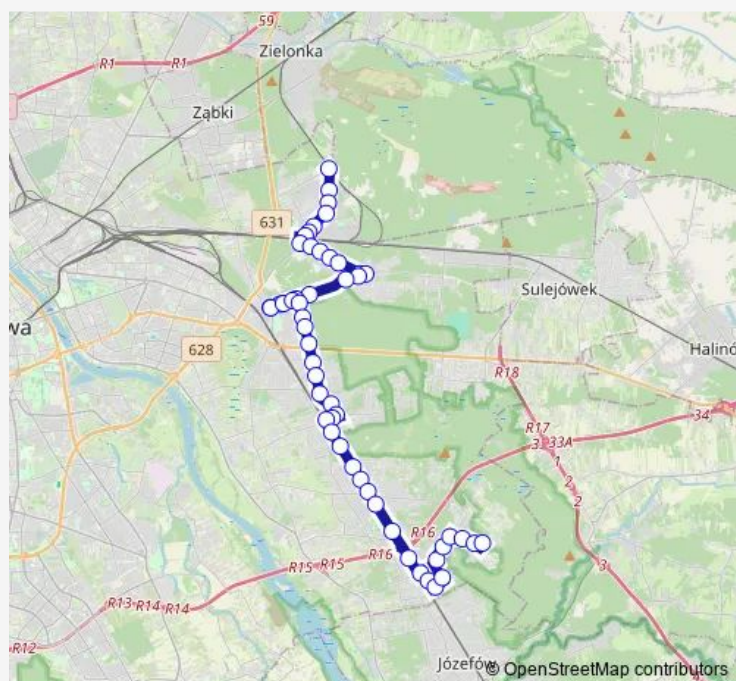 59
Zielonka
R1 R1
Ząbki
631
Sulejówek
wa
628
Halinó
R18
34
R17
3. 33A
1
2
2
R16
R16
R15 R15
3
R13 R14 R14
R12
Józefów
© OpenStreetMap contributors